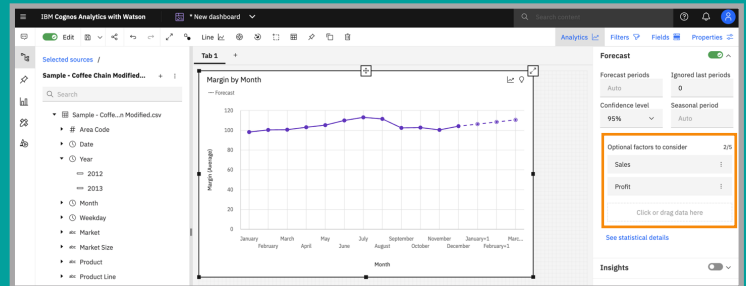 IBM Cognos Analytics with Watson
* New dashboard
Search content
Edit
Line
Analytics
Filters
Fields
Properties
Selected sources /
Sample - Coffee Chain Modified...
Search
Sample - Coffe...n Modified.csv
# Area Code
Date
Year
2012
2013
Month
Weekday
abc Market
abc Market Size
abc Product
abc Product Line
Tab 1 +
Margin by Month
Forecast
Margin (Average)
120
100
80
60
40
20
0
January
February
March
April
May
June
July
August
September
October
November
December
January<1
February<1
Marc...
Month
Forecast
Forecast periods
Auto
Ignored last periods
0
Confidence level
95%
Seasonal period
Auto
Optional factors to consider 2/5
Sales
Profit
Click or drag data here
See statistical details
Insights